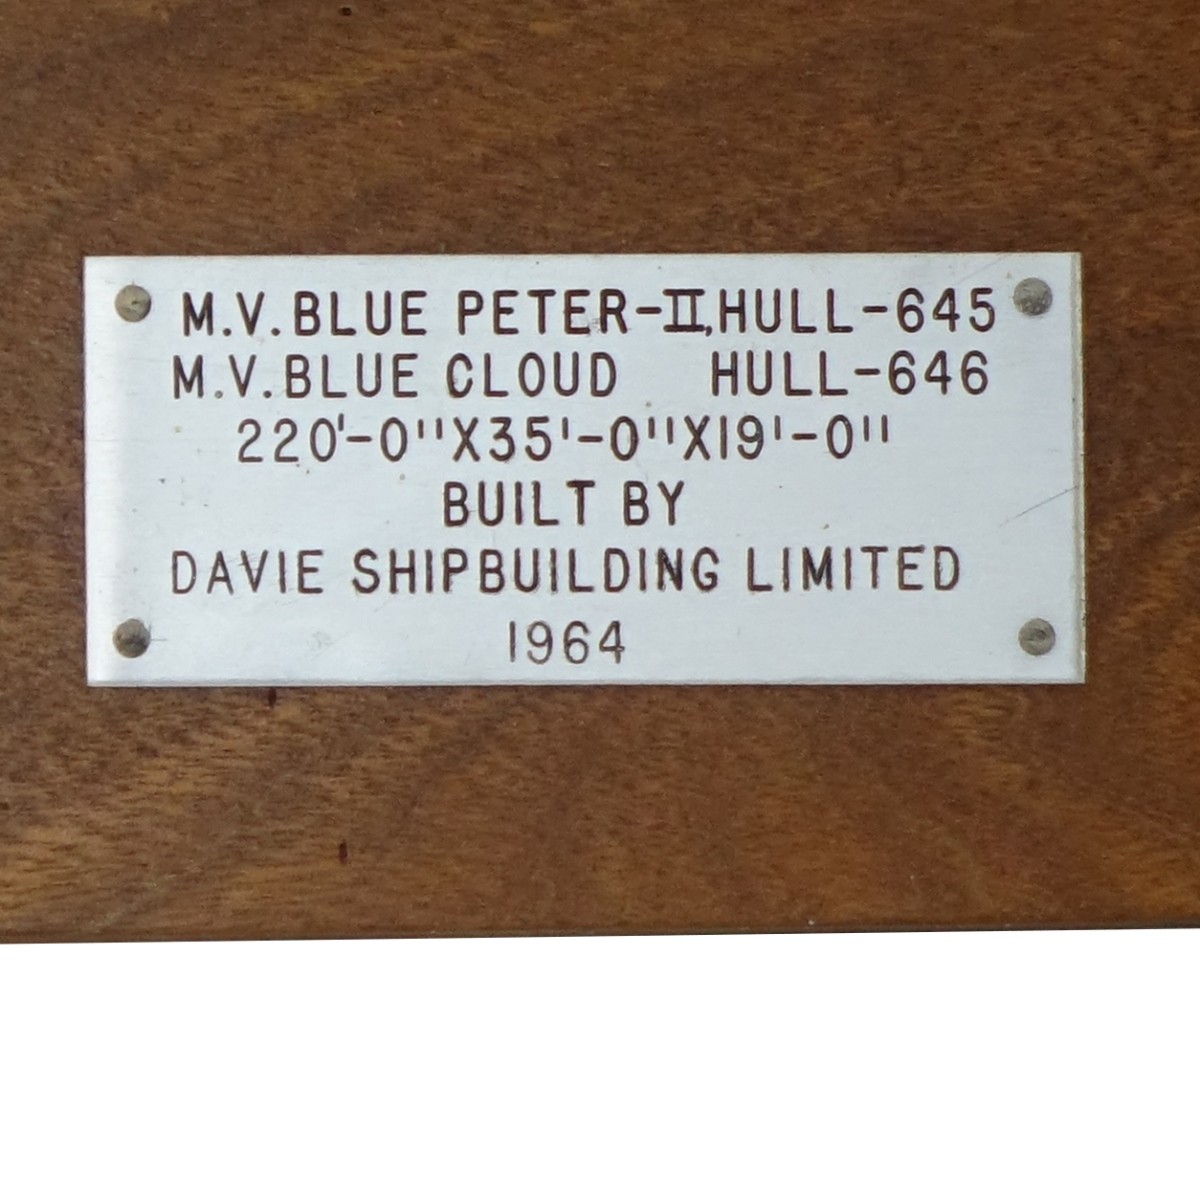 M.V.BLUE PETER-II,HULL-645
M.V.BLUE CLOUD HULL-646
220'-0"X35'-0"X19'-0"
BUILT BY
DAVIE SHIPBUILDING LIMITED
1964